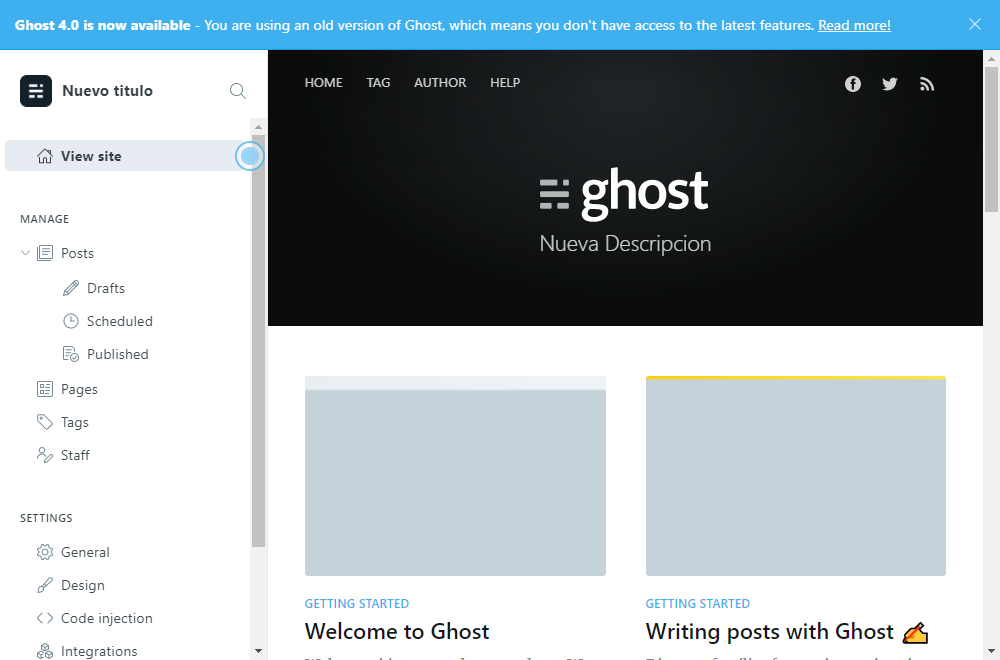 Ghost 4.0 is now available - You are using an old version of Ghost, which means you don't have access to the latest features. Read more!
Nuevo titulo
View site
MANAGE
Posts
Drafts
Scheduled
Published
Pages
Tags
Staff
SETTINGS
General
Design
Code injection
Integrations
HOME TAG AUTHOR HELP
ghost
Nueva Descripcion
GETTING STARTED
Welcome to Ghost
GETTING STARTED
Writing posts with Ghost ✍️